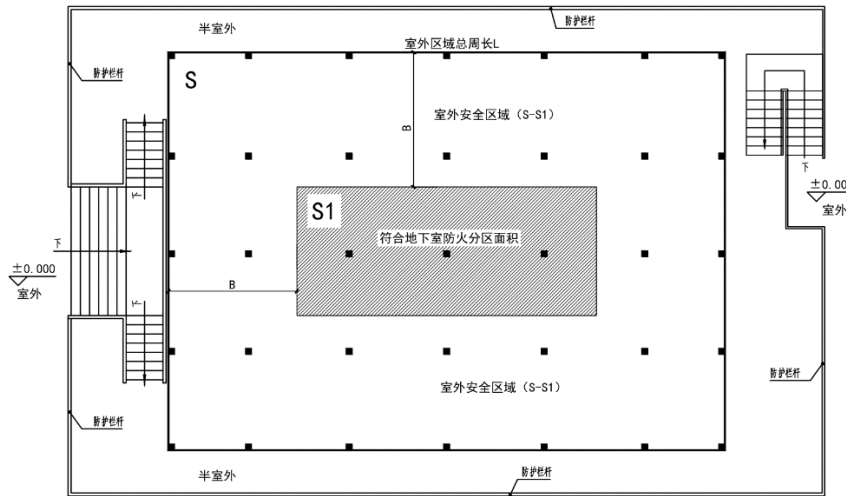 半室外
防护栏杆
室外区域总周长L
防护栏杆
S
室外安全区域（S-S1）
B
下
下
±0.00
室外
S1
符合地下室防火分区面积
下
±0.000
室外
B
下
防护栏杆
室外安全区域（S-S1）
防护栏杆
半室外
防护栏杆